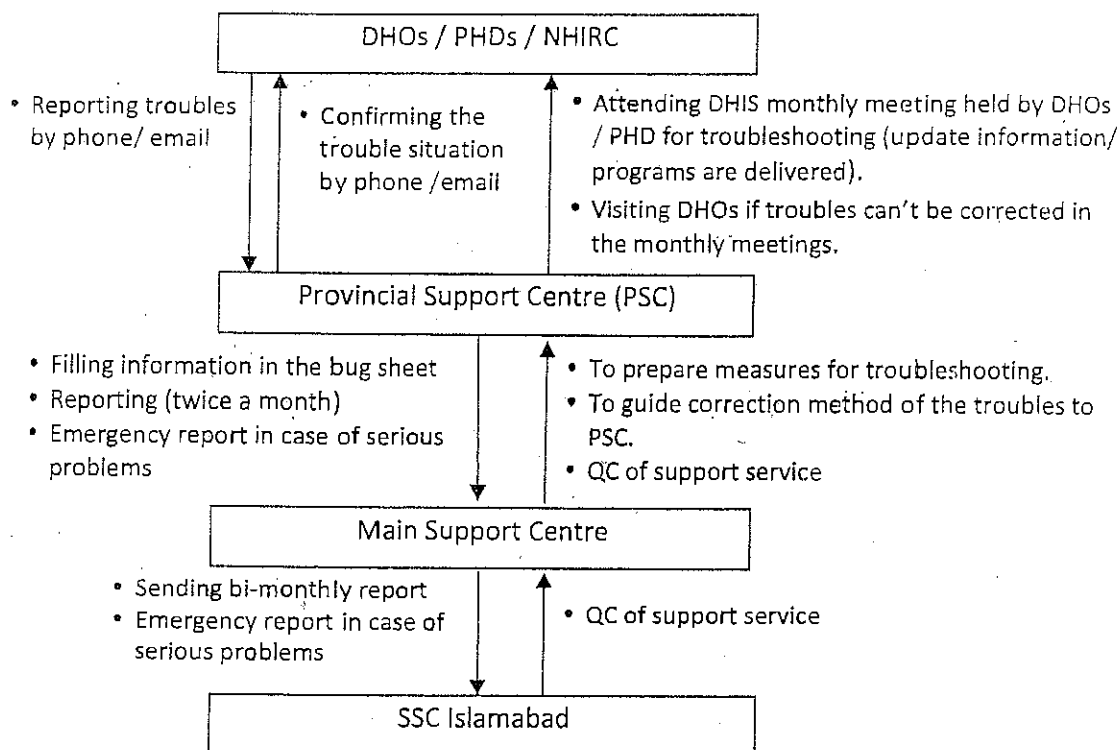 DHOs / PHDs / NHIRC
• Reporting troubles
by phone/ email
• Confirming the
trouble situation
by phone /email
• Attending DHIS monthly meeting held by DHOs
/ PHD for troubleshooting (update information/
programs are delivered).
• Visiting DHOs if troubles can't be corrected in
the monthly meetings.
Provincial Support Centre (PSC)
• Filling information in the bug sheet
• Reporting (twice a month)
• Emergency report in case of serious
problems
• To prepare measures for troubleshooting.
• To guide correction method of the troubles to
PSC.
• QC of support service
Main Support Centre
• Sending bi-monthly report
• Emergency report in case of
serious problems
• QC of support service
SSC Islamabad